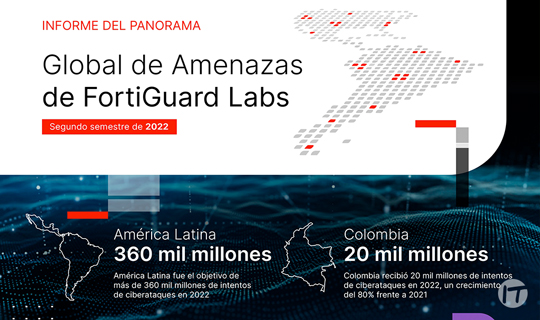 INFORME DEL PANORAMA
Global de Amenazas
de FortiGuard Labs
Segundo semestre de 2022
América Latina
360 mil millones
América Latina fue el objetivo de
más de 360 mil millones de intentos
de ciberataques en 2022
Colombia
20 mil millones
Colombia recibió 20 mil millones de intentos
de ciberataques en 2022, un crecimiento
del 80% frente a 2021
IT